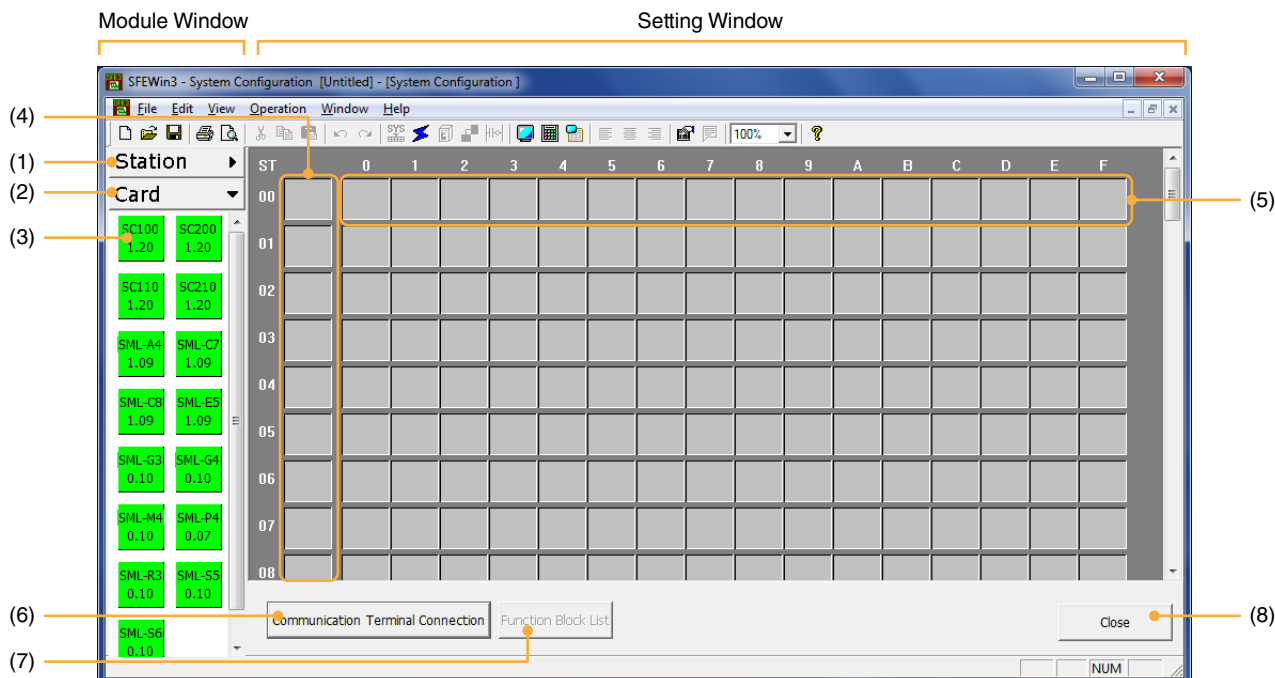 Module Window
Setting Window
SFEWin3 - System Configuration [Untitled] - [System Configuration ]
File Edit View Operation Window Help
SYS
100%
(4)
(1)
Station
(2)
Card
(3)
ST 0 1 2 3 4 5 6 7 8 9 A B C D E F
00
(5)
01
02
03
04
05
06
07
08
SC100 1.20
SC200 1.20
SC110 1.20
SC210 1.20
SML-A4 1.09
SML-C7 1.09
SML-C8 1.09
SML-E5 1.09
SML-G3 0.10
SML-G4 0.10
SML-M4 0.10
SML-P4 0.07
SML-R3 0.10
SML-S5 0.10
SML-S6 0.10
(6)
Communication Terminal Connection
Function Block List
Close
(8)
(7)
NUM